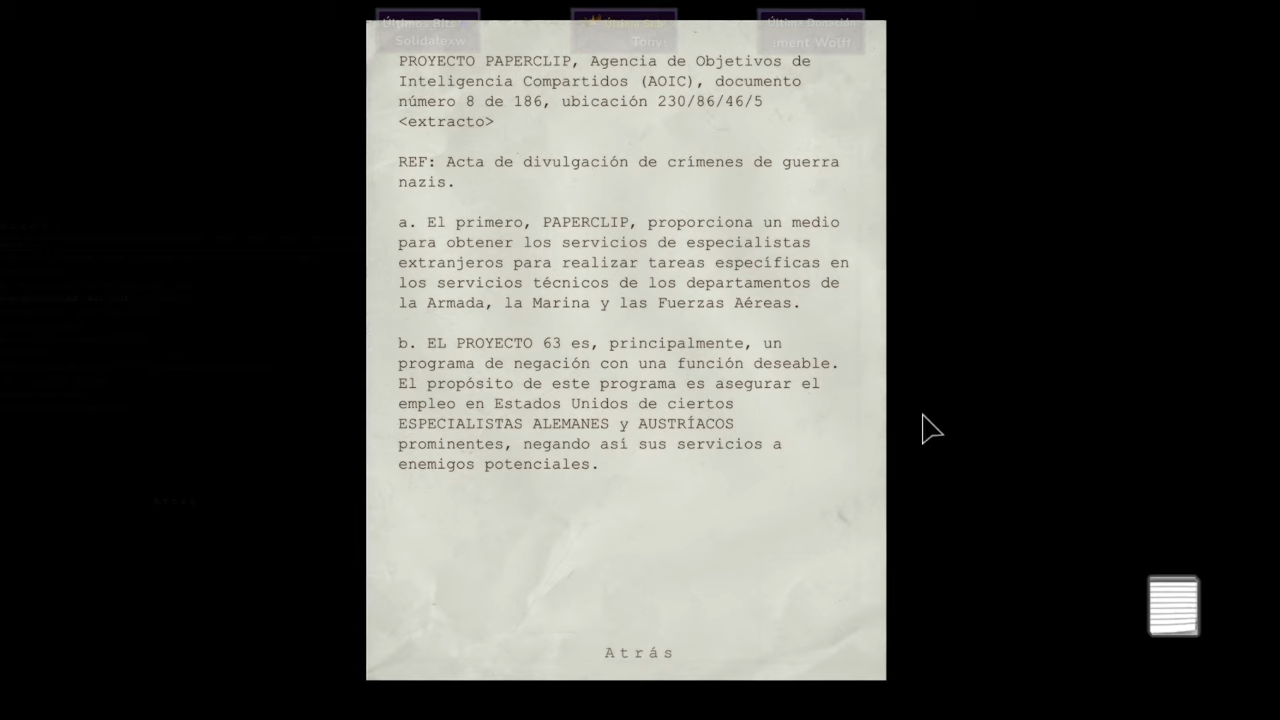 Solidatexw
Tony
ment Wolff
PROYECTO PAPERCLIP, Agencia de Objetivos de
Inteligencia Compartidos (AOIC), documento
número 8 de 186, ubicación 230/86/46/5
<extracto>
REF: Acta de divulgación de crímenes de guerra
nazis.
a. El primero, PAPERCLIP, proporciona un medio
para obtener los servicios de especialistas
extranjeros para realizar tareas específicas en
los servicios técnicos de los departamentos de
la Armada, la Marina y las Fuerzas Aéreas.
b. EL PROYECTO 63 es, principalmente, un
programa de negación con una función deseable.
El propósito de este programa es asegurar el
empleo en Estados Unidos de ciertos
ESPECIALISTAS ALEMANES y AUSTRÍACOS
prominentes, negando así sus servicios a
enemigos potenciales.
Atrás